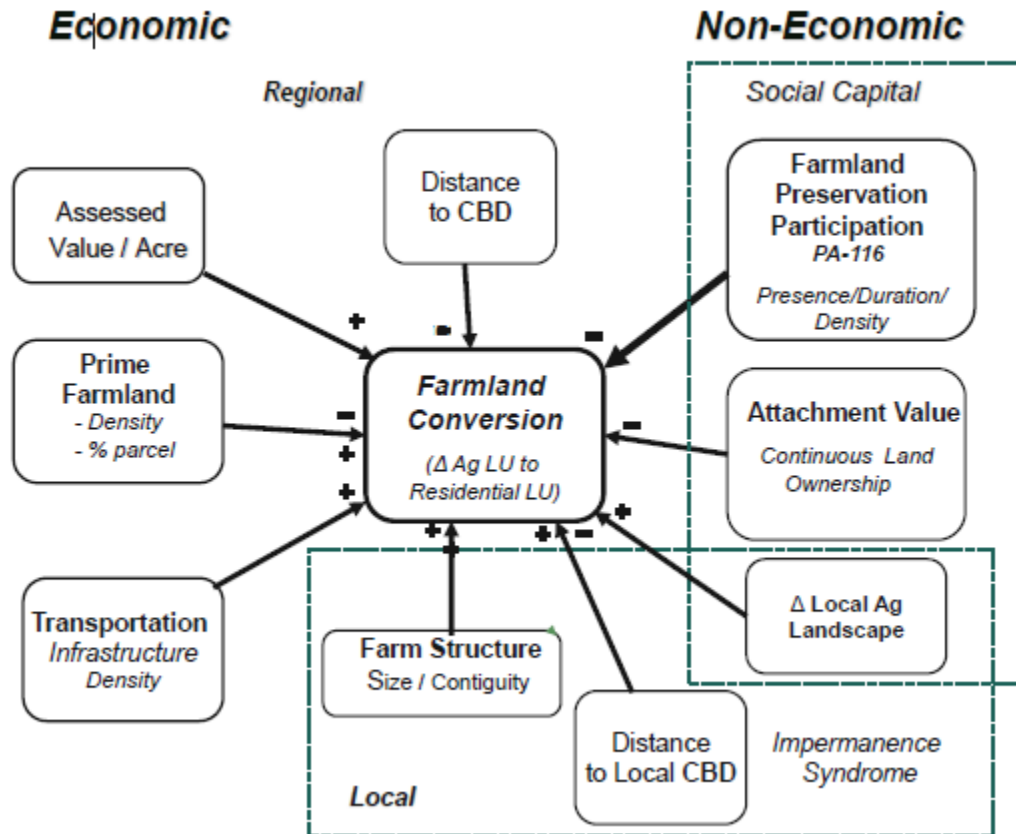 Economic
Non-Economic
Regional
Social Capital
Distance
to CBD
Farmland
Preservation
Participation
PA-116
Presence/Duration/
Density
Assessed
Value / Acre
+
-
-
Prime
Farmland
- Density
- % parcel
-
+
+
Farmland
Conversion
(Δ Ag LU to
Residential LU)
-
Attachment Value
Continuous Land
Ownership
+
+
+
-
+
Transportation
Infrastructure
Density
Δ Local Ag
Landscape
Farm Structure
Size / Contiguity
Distance
to Local CBD
Impermanence
Syndrome
Local